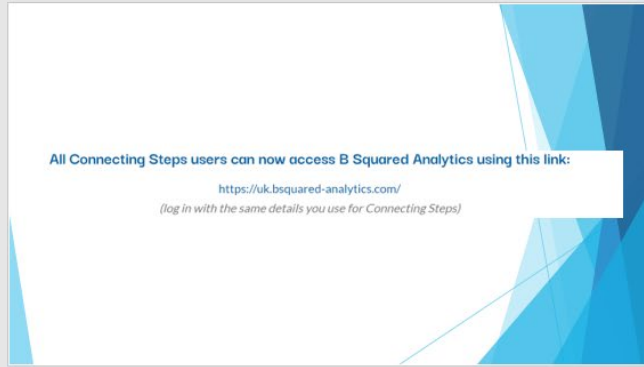 All Connecting Steps users can now access B Squared Analytics using this link:
https://uk.bsquared-analytics.com/
(log in with the same details you use for Connecting Steps)